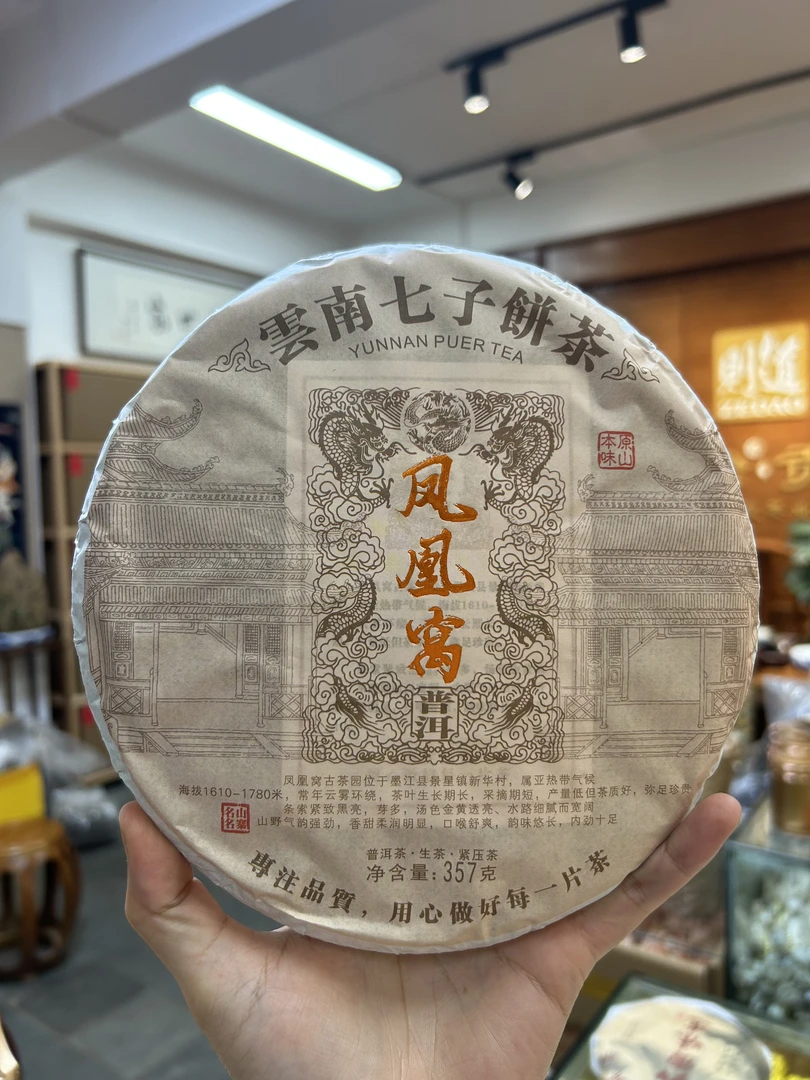 雲南七子餅茶
YUNNAN PUER TEA
原山
本味
凤凰窝
普洱
凤凰窝古茶园位于墨江县景星镇新华村，属亚热带气候
海拔1610-1780米，常年云雾环绕，茶叶生长期长，采摘期短，产量低但茶质好，弥足珍贵
条索紧致黑亮，芽多，汤色金黄透亮、水路细腻而宽阔
山野气韵强劲，香甜柔润明显，口喉舒爽，韵味悠长，内劲十足
名山
名寨
普洱茶·生茶·紧压茶
净含量：357克
專注品質，用心做好每一片茶
則道